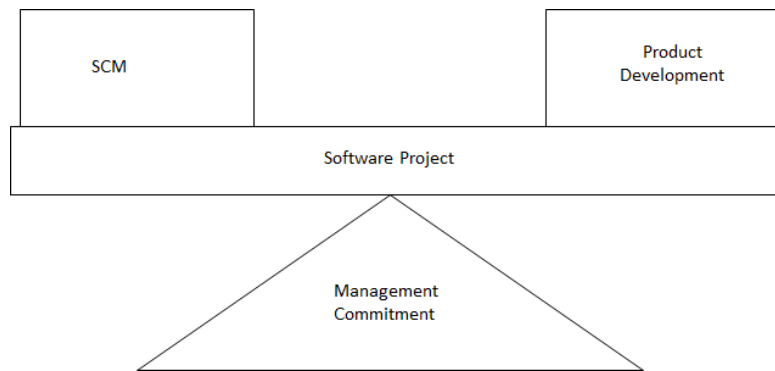 SCM
Product
Development
Software Project
Management
Commitment